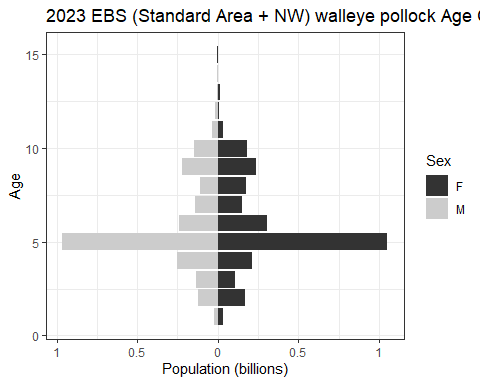 2023 EBS (Standard Area + NW) walleye pollock Age
15
10
5
0
Age
1
0.5
0
0.5
1
Population (billions)
Sex
F
M